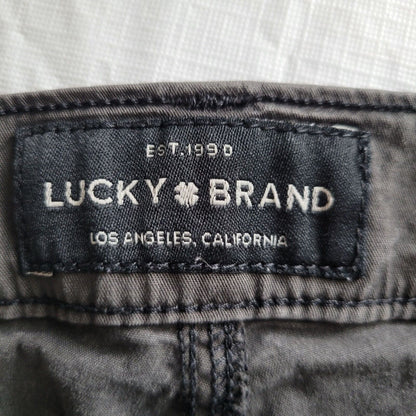 EST.1990
LUCKY BRAND
LOS ANGELES, CALIFORNIA